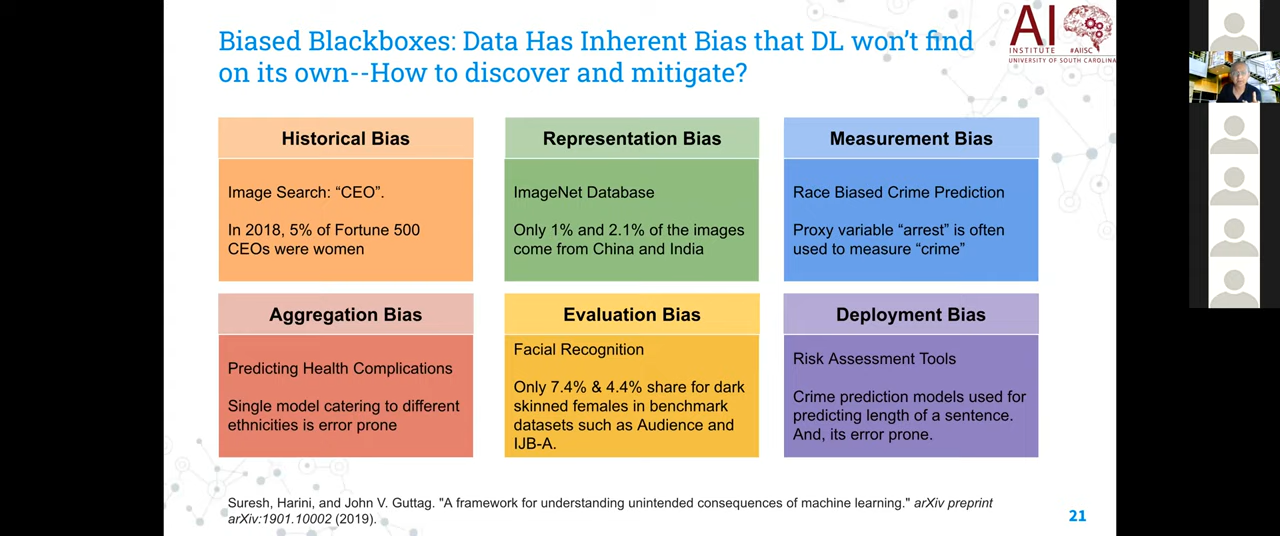 Biased Blackboxes: Data Has Inherent Bias that DL won't find
on its own--How to discover and mitigate?
AI
INSTITUTE #AIISC
UNIVERSITY OF SOUTH CAROLINA
Historical Bias
Image Search: “CEO”.
In 2018, 5% of Fortune 500
CEOs were women
Representation Bias
ImageNet Database
Only 1% and 2.1% of the images
come from China and India
Measurement Bias
Race Biased Crime Prediction
Proxy variable “arrest” is often
used to measure “crime”
Aggregation Bias
Predicting Health Complications
Single model catering to different
ethnicities is error prone
Evaluation Bias
Facial Recognition
Only 7.4% & 4.4% share for dark
skinned females in benchmark
datasets such as Audience and
IJB-A.
Deployment Bias
Risk Assessment Tools
Crime prediction models used for
predicting length of a sentence.
And, its error prone.
Suresh, Harini, and John V. Guttag. "A framework for understanding unintended consequences of machine learning." arXiv preprint
arXiv:1901.10002 (2019).
21